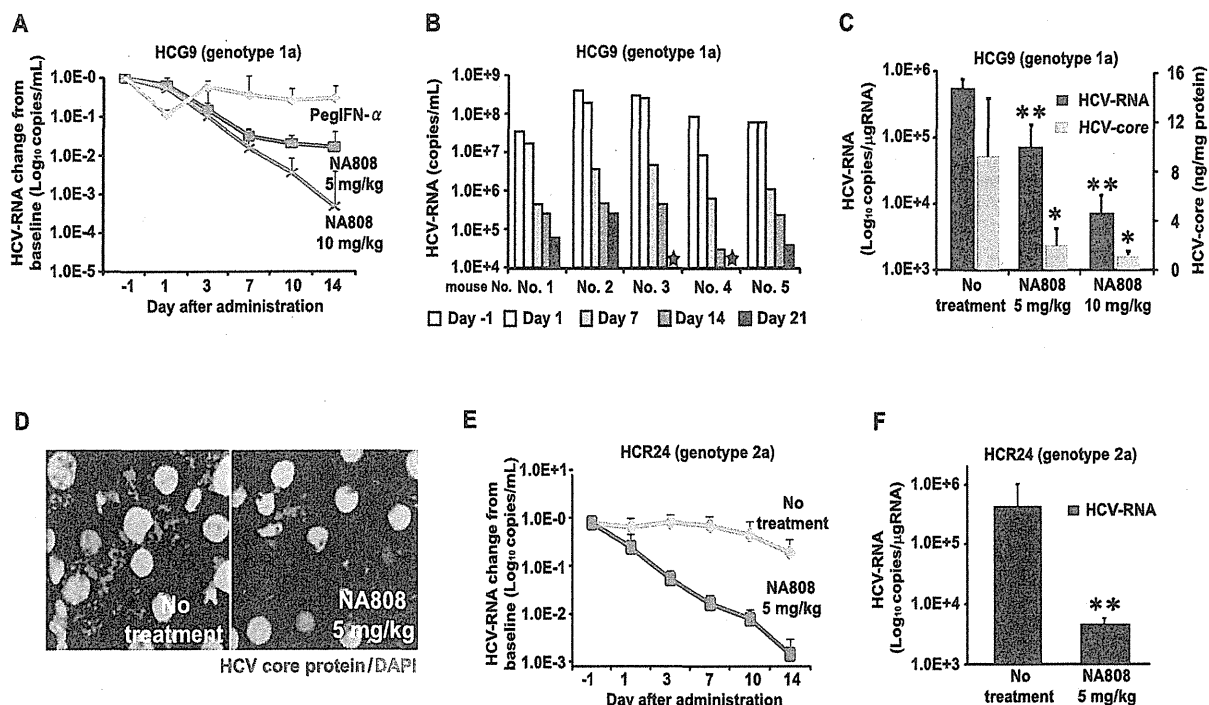 A
HCG9 (genotype 1a)
HCV-RNA change from
baseline (Log₁₀ copies/mL)
1.0E-0
1.0E-1
1.0E-2
1.0E-3
1.0E-4
1.0E-5
PegIFN-α
NA808
5 mg/kg
NA808
10 mg/kg
-1 1 3 7 10 14
Day after administration
B
HCG9 (genotype 1a)
HCV-RNA (copies/mL)
1.0E+9
1.0E+8
1.0E+7
1.0E+6
1.0E+5
1.0E+4
mouse No. No. 1 No. 2 No. 3 No. 4 No. 5
Day -1 Day 1 Day 7 Day 14 Day 21
C
HCG9 (genotype 1a)
HCV-RNA
(Log₁₀ copies/μgRNA)
1.0E+6
1.0E+5
1.0E+4
1.0E+3
HCV-RNA
HCV-core
**
*
**
*
16
12
8
4
0
HCV-core (ng/mg protein)
No treatment
NA808 5 mg/kg
NA808 10 mg/kg
D
No treatment
NA808
5 mg/kg
HCV core protein/DAPI
E
HCR24 (genotype 2a)
HCV-RNA change from
baseline (Log₁₀ copies/mL)
1.0E+1
1.0E-0
1.0E-1
1.0E-2
1.0E-3
No treatment
NA808
5 mg/kg
-1 1 3 7 10 14
Day after administration
F
HCR24 (genotype 2a)
HCV-RNA
(Log₁₀ copies/μgRNA)
1.0E+6
1.0E+5
1.0E+4
1.0E+3
HCV-RNA
**
No treatment
NA808 5 mg/kg